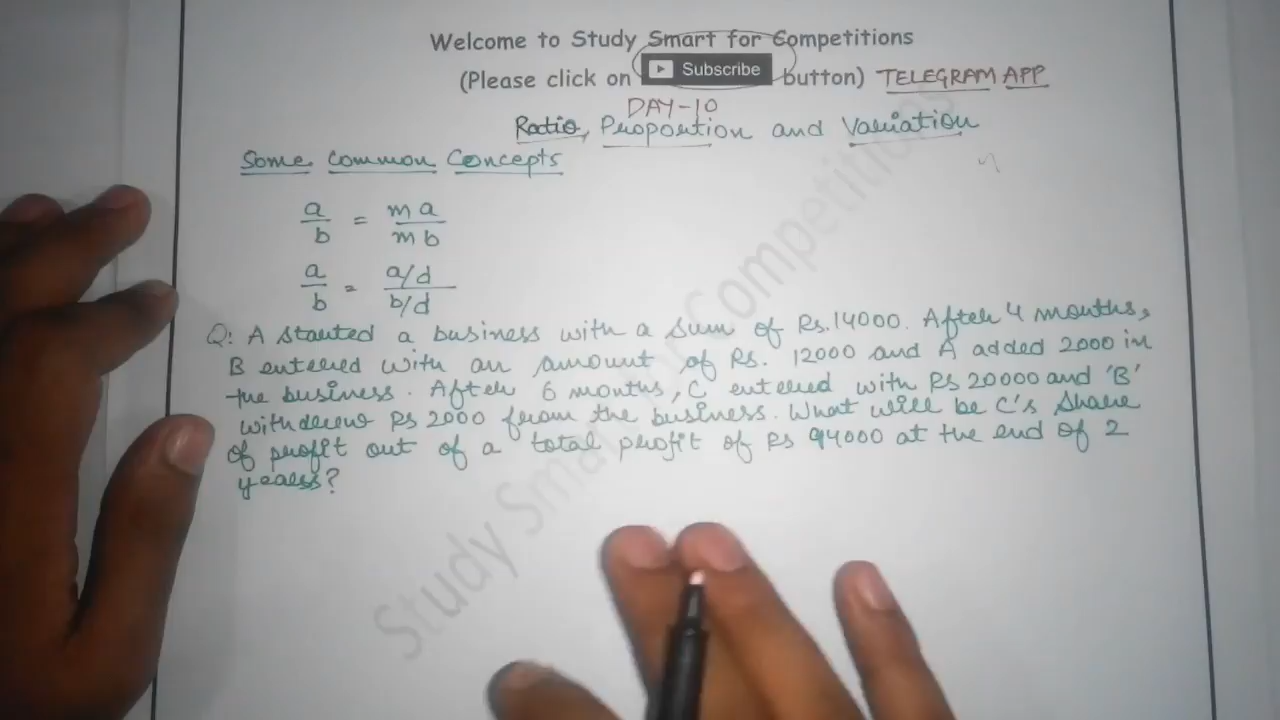 Welcome to Study Smart for Competitions
(Please click on Subscribe button) TELEGRAM APP
DAY-10
Ratio, Proportion and Variation
Some Common Concepts
a/b = ma/mb
a/b = a/d / b/d
Q: A started a business with a sum of Rs.14000. After 4 months,
B entered with an amount of Rs. 12000 and A added 2000 in
the business. After 6 months, C entered with Rs 20000 and 'B'
withdrew Rs 2000 from the business. What will be C's share
of profit out of a total profit of Rs 94000 at the end of 2
years?
Study Smart for Competitions